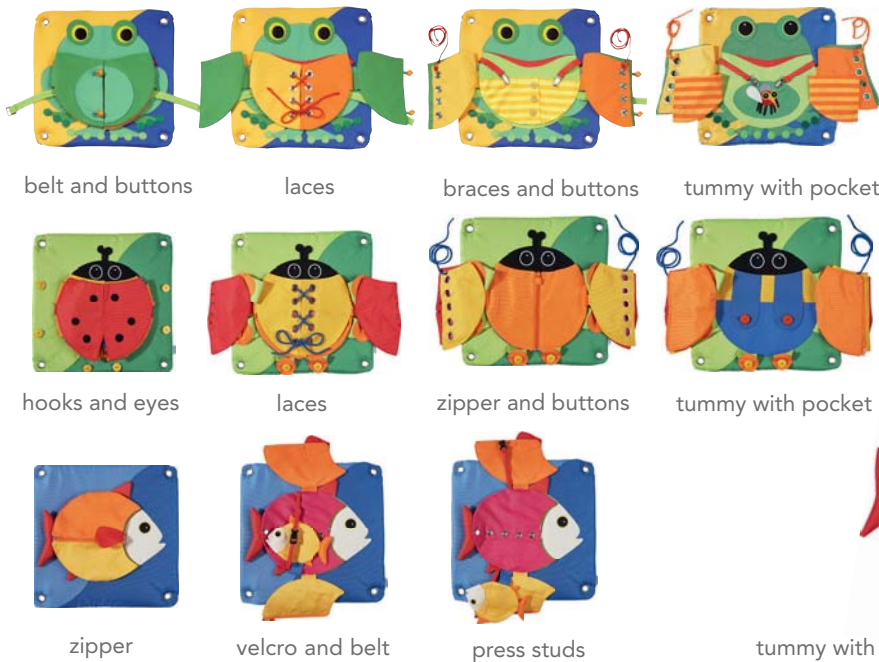 belt and buttons
laces
braces and buttons
tummy with pocket
hooks and eyes
laces
zipper and buttons
tummy with pocket
zipper
velcro and belt
press studs
tummy with